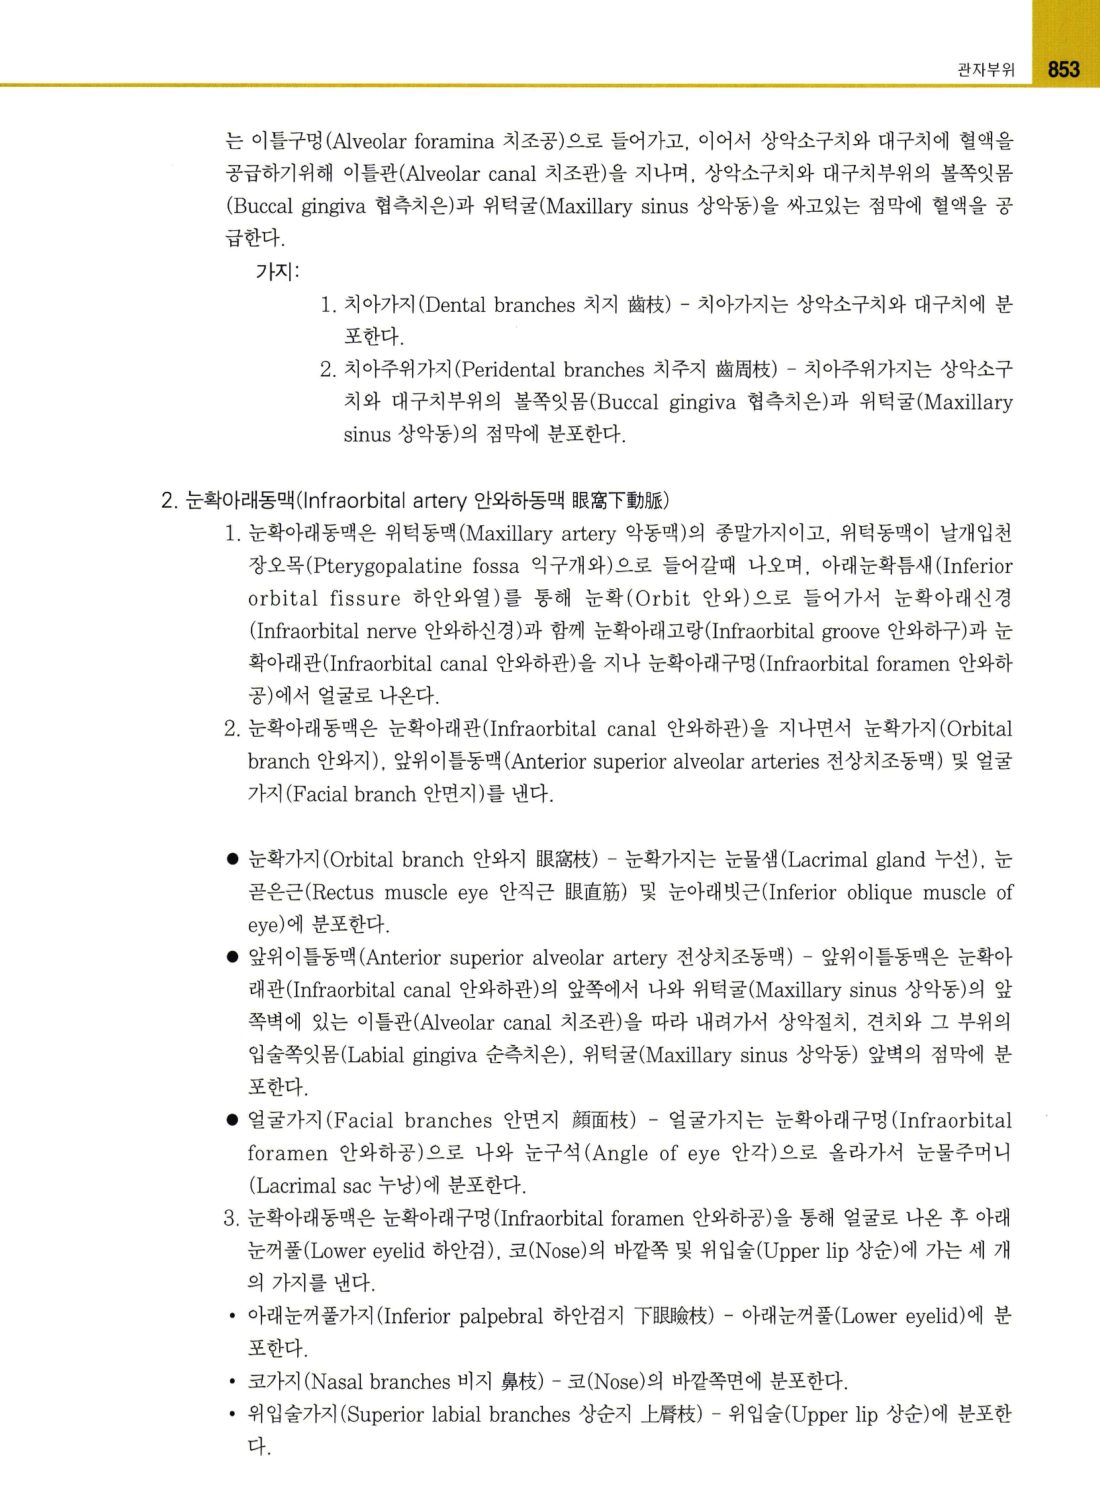 관자부위 853
는 이틀구멍(Alveolar foramina 치조공)으로 들어가고, 이어서 상악소구치와 대구치에 혈액을
공급하기위해 이틀관(Alveolar canal 치조관)을 지나며, 상악소구치와 대구치부위의 볼쪽잇몸
(Buccal gingiva 협측치은)과 위턱굴(Maxillary sinus 상악동)을 싸고있는 점막에 혈액을 공
급한다.
가지:
1. 치아가지(Dental branches 치지 齒枝) - 치아가지는 상악소구치와 대구치에 분
포한다.
2. 치아주위가지(Peridental branches 치주지 齒周枝) - 치아주위가지는 상악소구
치와 대구치부위의 볼쪽잇몸(Buccal gingiva 협측치은)과 위턱굴(Maxillary
sinus 상악동)의 점막에 분포한다.
2. 눈확아래동맥(Infraorbital artery 안와하동맥 眼窩下動脈)
1. 눈확아래동맥은 위턱동맥(Maxillary artery 악동맥)의 종말가지이고, 위턱동맥이 날개입천
장오목(Pterygopalatine fossa 익구개와)으로 들어갈때 나오며, 아래눈확틈새(Inferior
orbital fissure 하안와열)를 통해 눈확(Orbit 안와)으로 들어가서 눈확아래신경
(Infraorbital nerve 안와하신경)과 함께 눈확아래고랑(Infraorbital groove 안와하구)과 눈
확아래관(Infraorbital canal 안와하관)을 지나 눈확아래구멍(Infraorbital foramen 안와하
공)에서 얼굴로 나온다.
2. 눈확아래동맥은 눈확아래관(Infraorbital canal 안와하관)을 지나면서 눈확가지(Orbital
branch 안와지), 앞위이틀동맥(Anterior superior alveolar arteries 전상치조동맥) 및 얼굴
가지(Facial branch 안면지)를 낸다.
● 눈확가지(Orbital branch 안와지 眼窩枝) - 눈확가지는 눈물샘(Lacrimal gland 누선), 눈
곧은근(Rectus muscle eye 안직근 眼直筋) 및 눈아래빗근(Inferior oblique muscle of
eye)에 분포한다.
● 앞위이틀동맥(Anterior superior alveolar artery 전상치조동맥) - 앞위이틀동맥은 눈확아
래관(Infraorbital canal 안와하관)의 앞쪽에서 나와 위턱굴(Maxillary sinus 상악동)의 앞
쪽벽에 있는 이틀관(Alveolar canal 치조관)을 따라 내려가서 상악절치, 견치와 그 부위의
입술쪽잇몸(Labial gingiva 순측치은), 위턱굴(Maxillary sinus 상악동) 앞벽의 점막에 분
포한다.
● 얼굴가지(Facial branches 안면지 顔面枝) - 얼굴가지는 눈확아래구멍(Infraorbital
foramen 안와하공)으로 나와 눈구석(Angle of eye 안각)으로 올라가서 눈물주머니
(Lacrimal sac 누낭)에 분포한다.
3. 눈확아래동맥은 눈확아래구멍(Infraorbital foramen 안와하공)을 통해 얼굴로 나온 후 아래
눈꺼풀(Lower eyelid 하안검), 코(Nose)의 바깥쪽 및 위입술(Upper lip 상순)에 가는 세 개
의 가지를 낸다.
• 아래눈꺼풀가지(Inferior palpebral 하안검지 下眼瞼枝) - 아래눈꺼풀(Lower eyelid)에 분
포한다.
• 코가지(Nasal branches 비지 鼻枝) - 코(Nose)의 바깥쪽면에 분포한다.
• 위입술가지(Superior labial branches 상순지 上脣枝) - 위입술(Upper lip 상순)에 분포한
다.